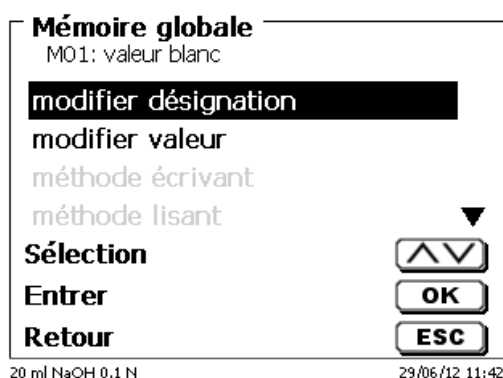 Mémoire globale
M01: valeur blanc
modifier désignation
modifier valeur
méthode écrivant
méthode lisant
Sélection
Entrer OK
Retour ESC
20 ml NaOH 0.1 N 29/06/12 11:42